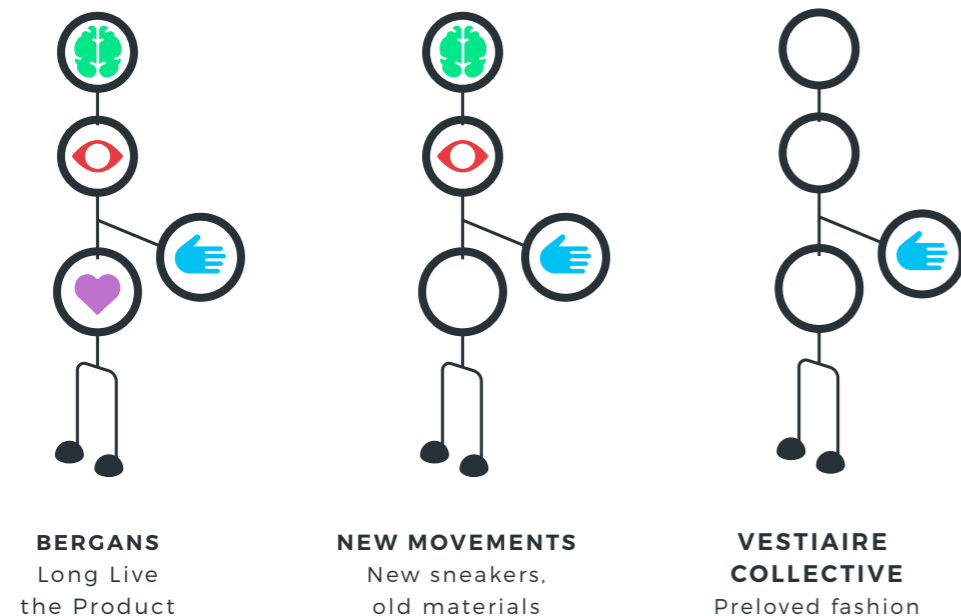 BERGANS
Long Live
the Product
NEW MOVEMENTS
New sneakers,
old materials
VESTIAIRE
COLLECTIVE
Preloved fashion